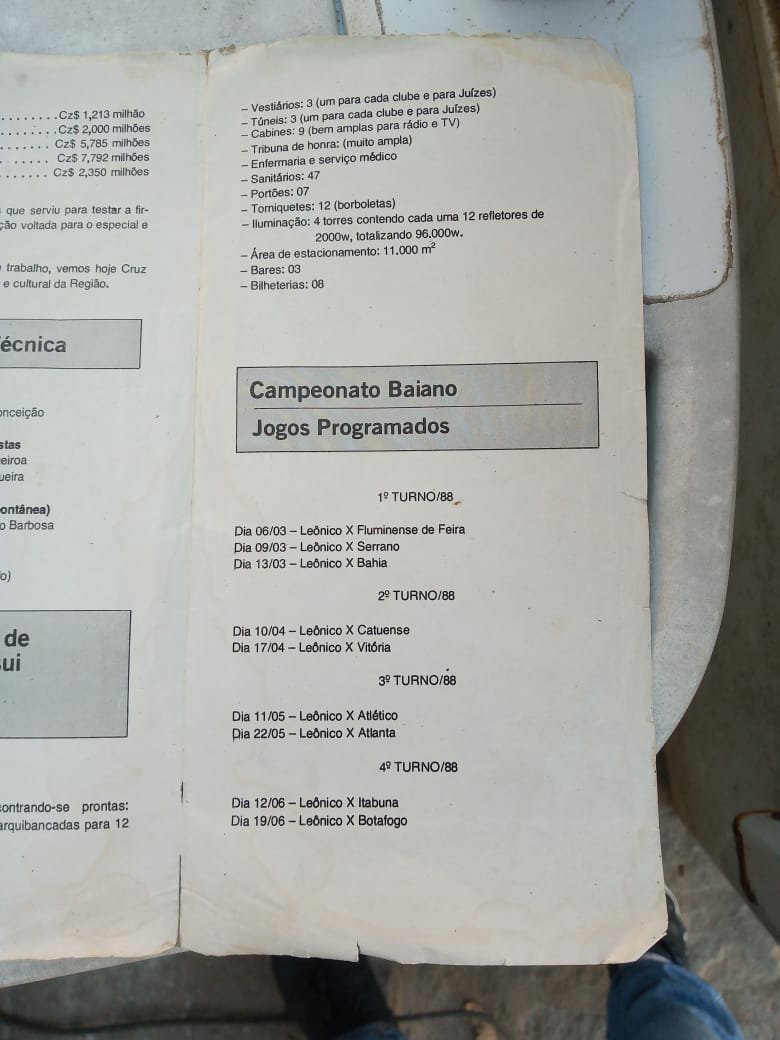 . . . . . . . . Cz$ 1,213 milhão
. . . . . . . . Cz$ 2,000 milhões
. . . . . . . Cz$ 5,785 milhões
. . . . . . . Cz$ 7,792 milhões
. . . . . . . Cz$ 2,350 milhões
que serviu para testar a fir-
ção voltada para o especial e
trabalho, vemos hoje Cruz
e cultural da Região.
écnica
onceição
stas
eiroa
ueira
ontânea)
o Barbosa
o)
de
sui
contrando-se prontas:
arquibancadas para 12
– Vestiários: 3 (um para cada clube e para Juízes)
– Túneis: 3 (um para cada clube e para Juízes)
– Cabines: 9 (bem amplas para rádio e TV)
– Tribuna de honra: (muito ampla)
– Enfermaria e serviço médico
– Sanitários: 47
– Portões: 07
– Torniquetes: 12 (borboletas)
– Iluminação: 4 torres contendo cada uma 12 refletores de
2000w, totalizando 96.000w.
– Área de estacionamento: 11.000 m²
– Bares: 03
– Bilheterias: 08
Campeonato Baiano
Jogos Programados
1º TURNO/88
Dia 06/03 – Leônico X Fluminense de Feira
Dia 09/03 – Leônico X Serrano
Dia 13/03 – Leônico X Bahia
2º TURNO/88
Dia 10/04 – Leônico X Catuense
Dia 17/04 – Leônico X Vitória
3º TURNO/88
Dia 11/05 – Leônico X Atlético
Dia 22/05 – Leônico X Atlanta
4º TURNO/88
Dia 12/06 – Leônico X Itabuna
Dia 19/06 – Leônico X Botafogo